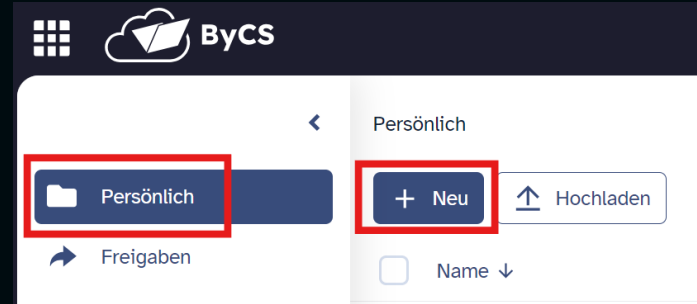 ByCS
Persönlich
Persönlich
Neu
Hochladen
Freigaben
Name